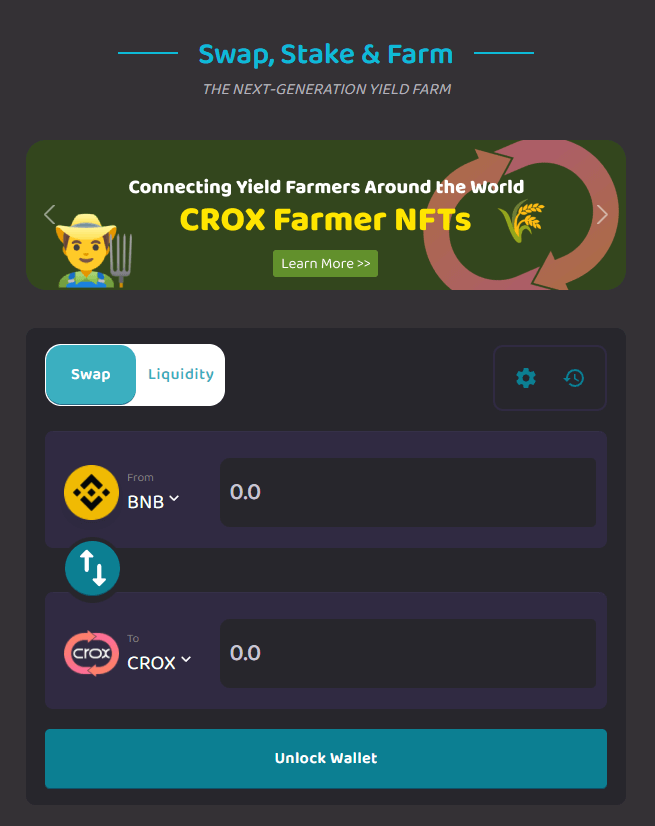 Swap, Stake & Farm
THE NEXT-GENERATION YIELD FARM
Connecting Yield Farmers Around the World
CROX Farmer NFTs
Learn More >>
Swap Liquidity
From
BNB
0.0
crox
To
CROX
0.0
Unlock Wallet